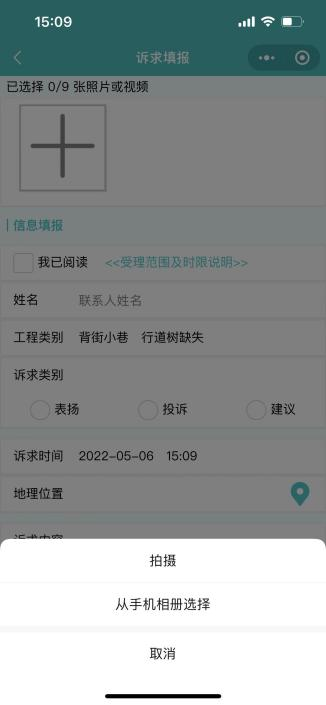 15:09
诉求填报
已选择 0/9 张照片或视频
信息填报
我已阅读 <<受理范围及时限说明>>
姓名 联系人姓名
工程类别 背街小巷 行道树缺失
诉求类别
表扬 投诉 建议
诉求时间 2022-05-06 15:09
地理位置
诉求内容
拍摄
从手机相册选择
取消